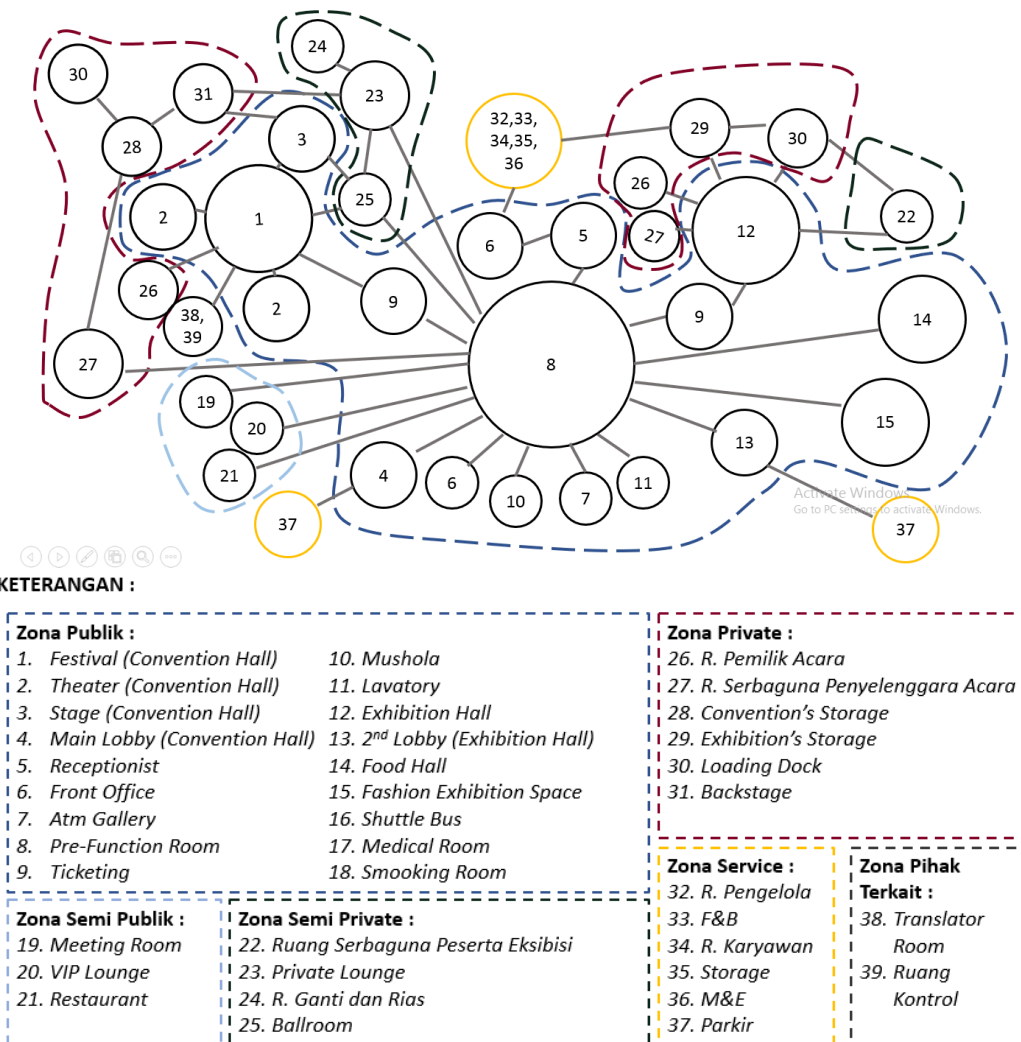 24
30
31
23
32,33,
34,35,
36
29
30
3
28
26
25
22
2
1
12
6
5
27
26
9
2
38,
39
9
14
27
8
19
20
15
13
21
4
6
10
7
11
37
37
Activate Windows
Go to PC settings to activate Windows.
KETERANGAN :
Zona Publik :
1. Festival (Convention Hall)
2. Theater (Convention Hall)
3. Stage (Convention Hall)
4. Main Lobby (Convention Hall)
5. Receptionist
6. Front Office
7. Atm Gallery
8. Pre-Function Room
9. Ticketing
10. Mushola
11. Lavatory
12. Exhibition Hall
13. 2nd Lobby (Exhibition Hall)
14. Food Hall
15. Fashion Exhibition Space
16. Shuttle Bus
17. Medical Room
18. Smooking Room
Zona Private :
26. R. Pemilik Acara
27. R. Serbaguna Penyelenggara Acara
28. Convention's Storage
29. Exhibition's Storage
30. Loading Dock
31. Backstage
Zona Semi Publik :
19. Meeting Room
20. VIP Lounge
21. Restaurant
Zona Semi Private :
22. Ruang Serbaguna Peserta Eksibisi
23. Private Lounge
24. R. Ganti dan Rias
25. Ballroom
Zona Service :
32. R. Pengelola
33. F&B
34. R. Karyawan
35. Storage
36. M&E
37. Parkir
Zona Pihak
Terkait :
38. Translator
Room
39. Ruang
Kontrol